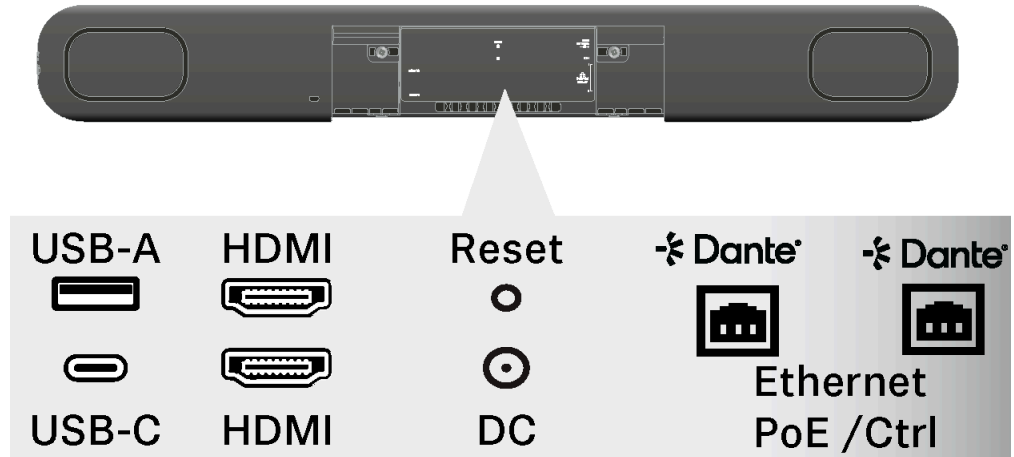 USB-A HDMI Reset Dante® Dante®
Ethernet
USB-C HDMI DC PoE /Ctrl